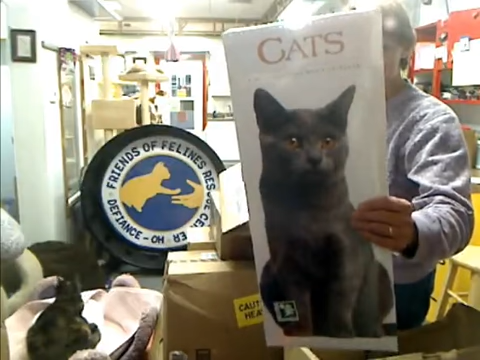 CATS
FRIENDS OF FELINES RESCUE CENTER
DEFIANCE - OH
CAUT
HEA